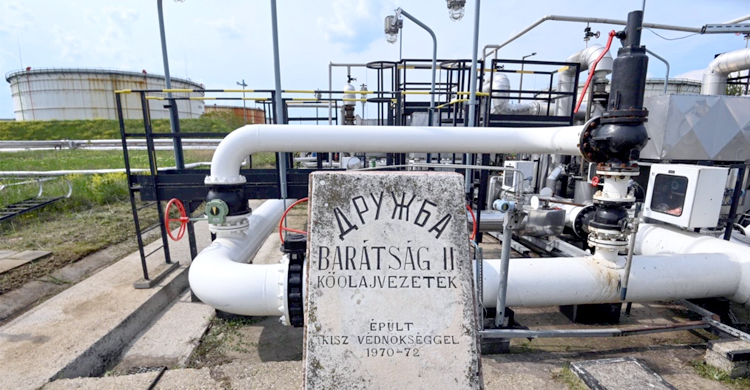 ДРУЖБА
BARÁTSÁG II
KŐOLAJVEZETÉK
ÉPÜLT
KISZ VÉDNÖKSÉGGEL
1970-72